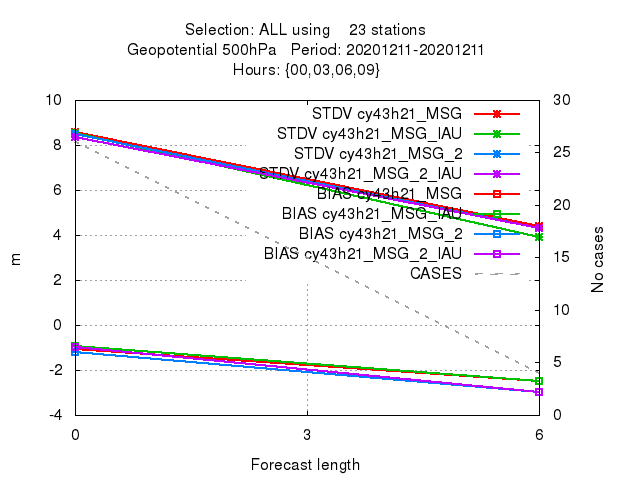 Selection: ALL using 23 stations
Geopotential 500hPa Period: 20201211-20201211
Hours: {00,03,06,09}
10
8
6
4
2
0
-2
-4
m
STDV cy43h21_MSG
STDV cy43h21_MSG_IAU
STDV cy43h21_MSG_2
STDV cy43h21_MSG_2_IAU
BIAS cy43h21_MSG
BIAS cy43h21_MSG_IAU
BIAS cy43h21_MSG_2
BIAS cy43h21_MSG_2_IAU
CASES
30
25
20
15
10
5
0
No cases
0 3 6
Forecast length